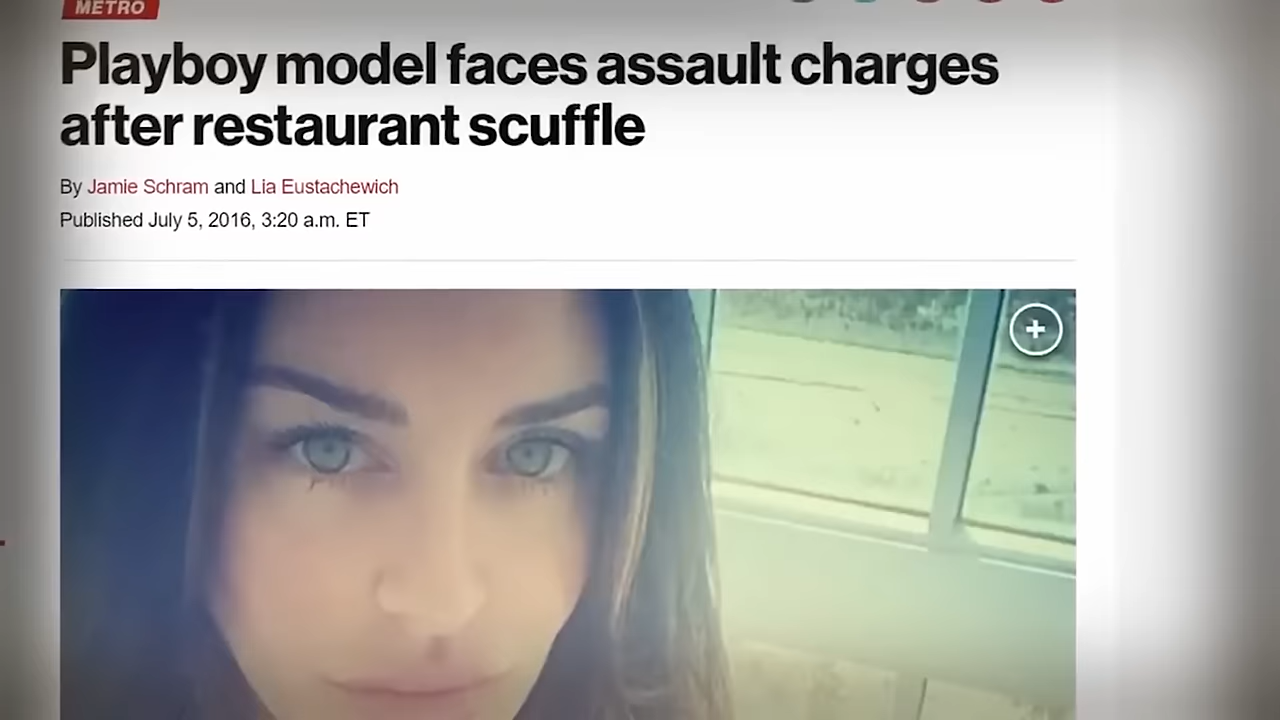 METRO
Playboy model faces assault charges
after restaurant scuffle
By Jamie Schram and Lia Eustachewich
Published July 5, 2016, 3:20 a.m. ET